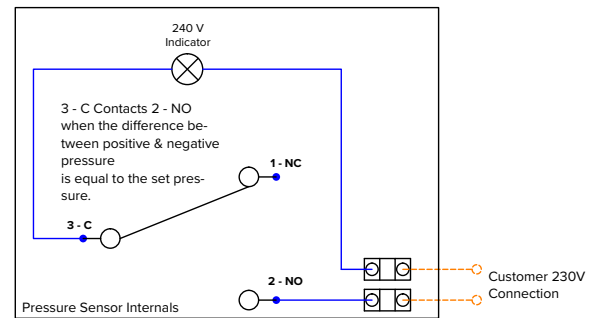 240 V
Indicator
3 - C Contacts 2 - NO
when the difference be-
tween positive & negative
pressure
is equal to the set pres-
sure.
1 - NC
3 - C
2 - NO
Customer 230V
Connection
Pressure Sensor Internals